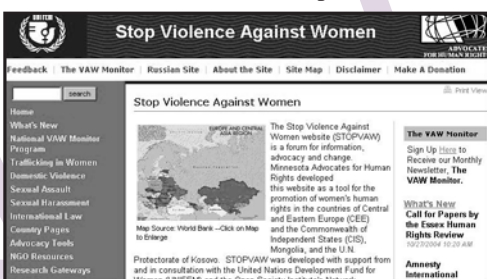 Stop Violence Against Women
ADVOCATES
FOR HUMAN RIGHTS
Feedback The VAW Monitor Russian Site About the Site Site Map Disclaimer Make A Donation
search
Print View
Home
What's New
National VAW Monitor
Program
Trafficking in Women
Domestic Violence
Sexual Assault
Sexual Harassment
International Law
Country Pages
Advocacy Tools
NGO Resources
Research Gateways
Stop Violence Against Women
EUROPE AND CENTRAL
ASIA REGION
Map Source: World Bank --Click on Map
to Enlarge
The Stop Violence Against
Women website (STOPVAW)
is a forum for information,
advocacy and change.
Minnesota Advocates for Human
Rights developed
this website as a tool for the
promotion of women's human
rights in the countries of Central
and Eastern Europe (CEE)
and the Commonwealth of
Independent States (CIS),
Mongolia, and the U.N.
Protectorate of Kosovo. STOPVAW was developed with support from
and in consultation with the United Nations Development Fund for
The VAW Monitor
Sign Up Here to
Receive our Monthly
Newsletter, The
VAW Monitor.
What's New
Call for Papers by
the Essex Human
Rights Review
10/27/2004 10:20 AM
Amnesty
International